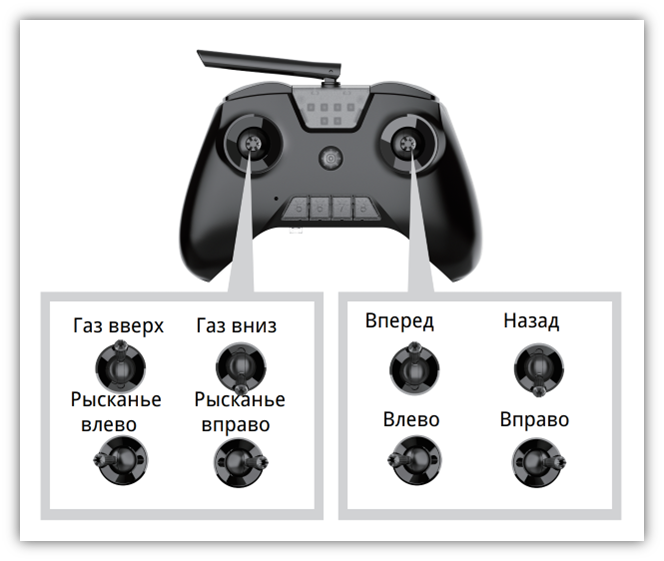 Газ вверх
Газ вниз
Рысканье
влево
Рысканье
вправо
Вперед
Назад
Влево
Вправо